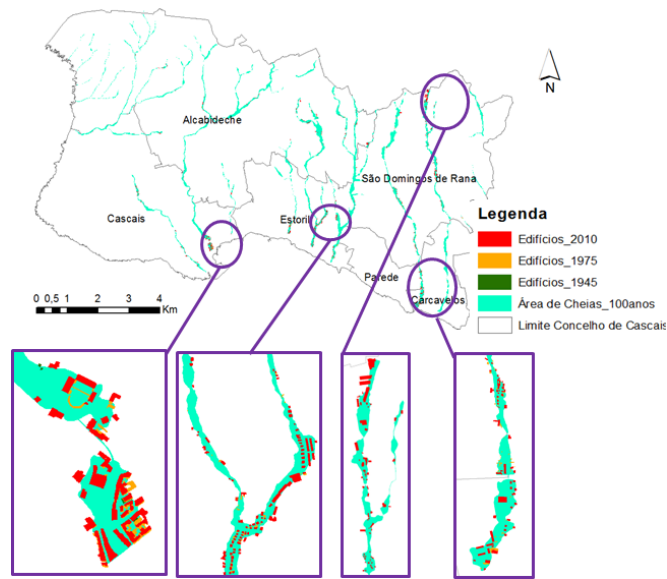 N
Alcabideche
São Domingos de Rana
Cascais
Estoril
Parede
Carcavelos
Legenda
Edifícios_2010
Edifícios_1975
Edifícios_1945
Área de Cheias_100anos
Limite Concelho de Cascais
0 0,5 1 2 3 4
Km